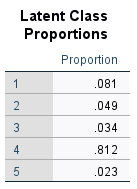 Latent Class
Proportions
Proportion
1 .081
2 .049
3 .034
4 .812
5 .023